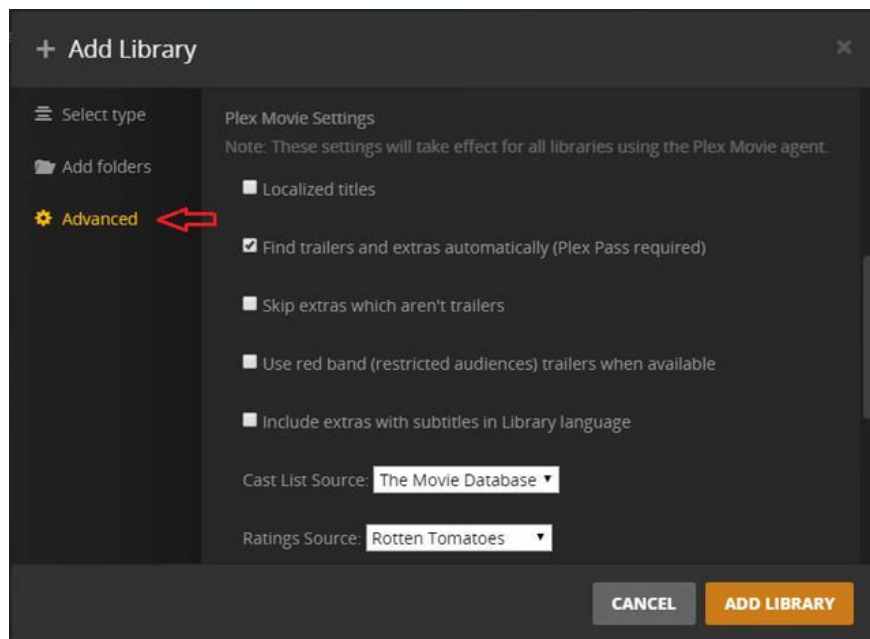 + Add Library
Select type
Add folders
Advanced
Plex Movie Settings
Note: These settings will take effect for all libraries using the Plex Movie agent.
Localized titles
Find trailers and extras automatically (Plex Pass required)
Skip extras which aren't trailers
Use red band (restricted audiences) trailers when available
Include extras with subtitles in Library language
Cast List Source: The Movie Database
Ratings Source: Rotten Tomatoes
CANCEL ADD LIBRARY